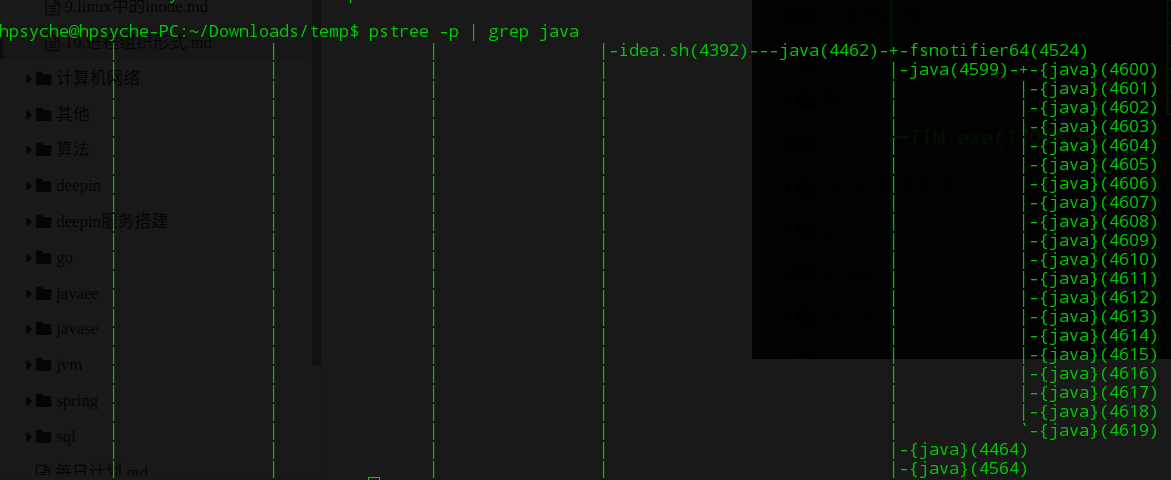 9.linux中的inode.md
hpsyche@hpsyche-PC:~/Downloads/temp$ pstree -p | grep java
10.进程组织形式.md
|-idea.sh(4392)---java(4462)-+-fsnotifier64(4524)
|-java(4599)-+-{java}(4600)
计算机网络
|-{java}(4601)
|-{java}(4602)
其他
|-{java}(4603)
TIM.exe(1
|-{java}(4604)
算法
|-{java}(4605)
|-{java}(4606)
deepin
|-{java}(4607)
|-{java}(4608)
deepin服务搭建
|-{java}(4609)
|-{java}(4610)
go
|-{java}(4611)
|-{java}(4612)
javaee
|-{java}(4613)
|-{java}(4614)
javase
|-{java}(4615)
|-{java}(4616)
jvm
|-{java}(4617)
|-{java}(4618)
spring
`-{java}(4619)
sql
|-{java}(4464)
|-{java}(4564)
每日计划.md